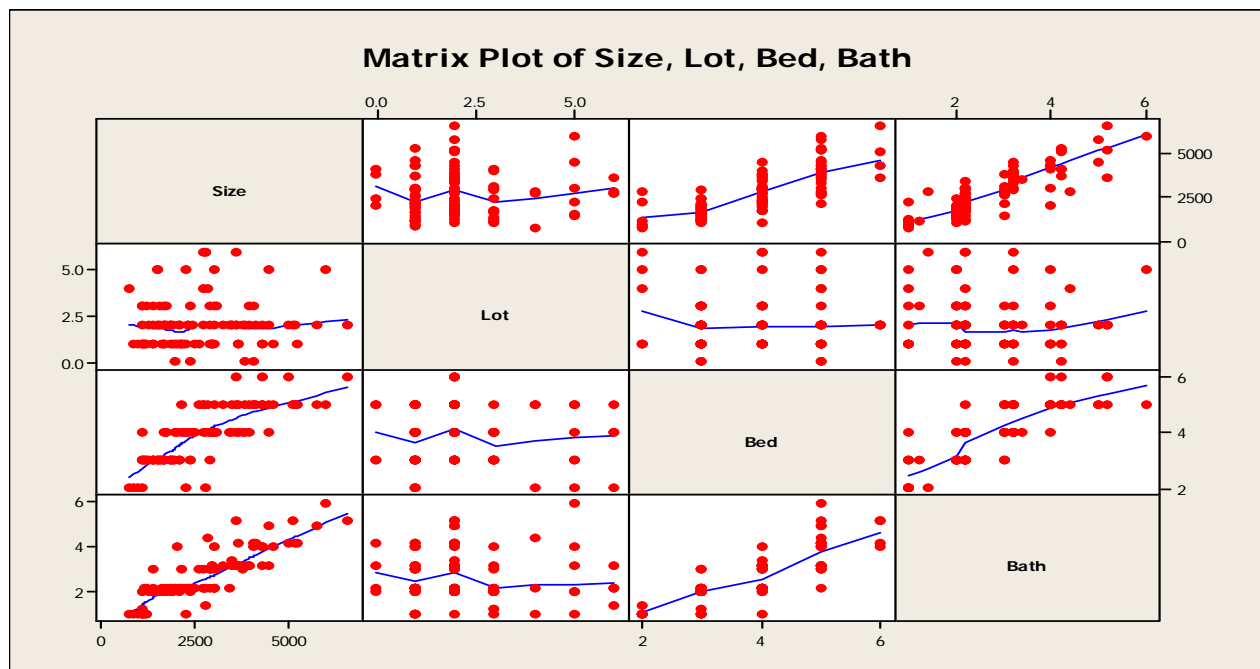 Matrix Plot of Size, Lot, Bed, Bath
0.0 2.5 5.0 2 4 6
Size
5000
2500
0
5.0
2.5
0.0
Lot
Bed
6
4
2
6
4
2
Bath
0 2500 5000 2 4 6